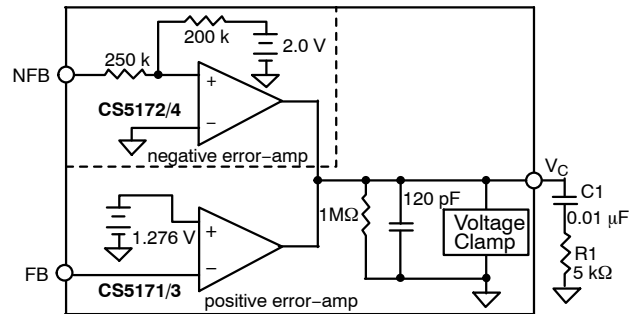 200 k
2.0 V
250 k
NFB
+
CS5172/4
−
negative error−amp
VC
C1
120 pF
0.01 µF
1MΩ
Voltage
Clamp
+
1.276 V
R1
5 kΩ
−
FB
CS5171/3
positive error−amp